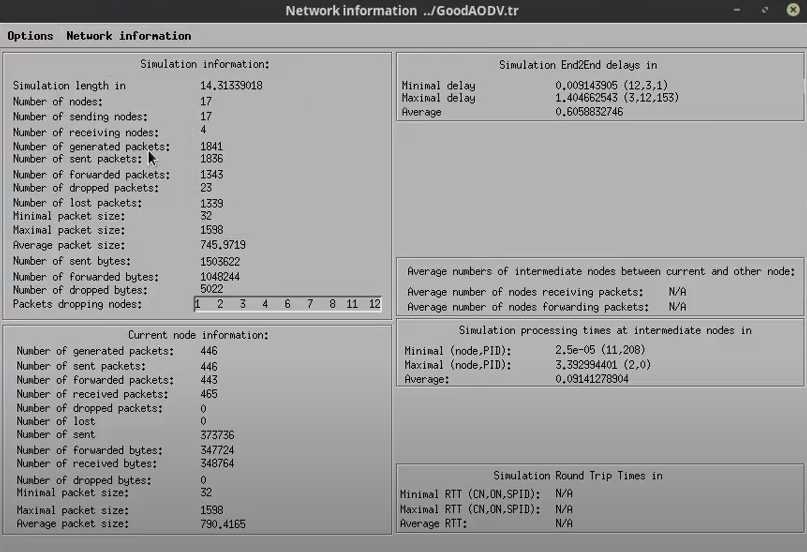 Network information ../GoodAODV.tr
Options Network information
Simulation information:
Simulation length in 14.31339018
Number of nodes: 17
Number of sending nodes: 17
Number of receiving nodes: 4
Number of generated packets: 1841
Number of sent packets: 1836
Number of forwarded packets: 1343
Number of dropped packets: 23
Number of lost packets: 1339
Minimal packet size: 32
Maximal packet size: 1598
Average packet size: 745.9719
Number of sent bytes: 1503622
Number of forwarded bytes: 1048244
Number of dropped bytes: 5022
Packets dropping nodes: 1 2 3 4 7 8 11 12
Current node information:
Number of generated packets: 446
Number of sent packets: 446
Number of forwarded packets: 443
Number of received packets: 465
Number of dropped packets: 0
Number of lost 0
Number of sent 373736
Number of forwarded bytes: 347724
Number of received bytes: 348764
Number of dropped bytes: 0
Minimal packet size: 32
Maximal packet size: 1598
Average packet size: 790.4165
Simulation End2End delays in
Minimal delay 0.009143905 (12,3,1)
Maximal delay 1.404662543 (3,12,153)
Average 0.6058832746
Average numbers of intermediate nodes between current and other node:
Average number of nodes receiving packets: N/A
Average number of nodes forwarding packets: N/A
Simulation processing times at intermediate nodes in
Minimal (node,PID): 2.5e-05 (11,208)
Maximal (node,PID): 3.392994401 (2,0)
Average: 0.09141278904
Simulation Round Trip Times in
Minimal RTT (CN,ON,SPID): N/A
Maximal RTT (CN,ON,SPID): N/A
Average RTT: N/A